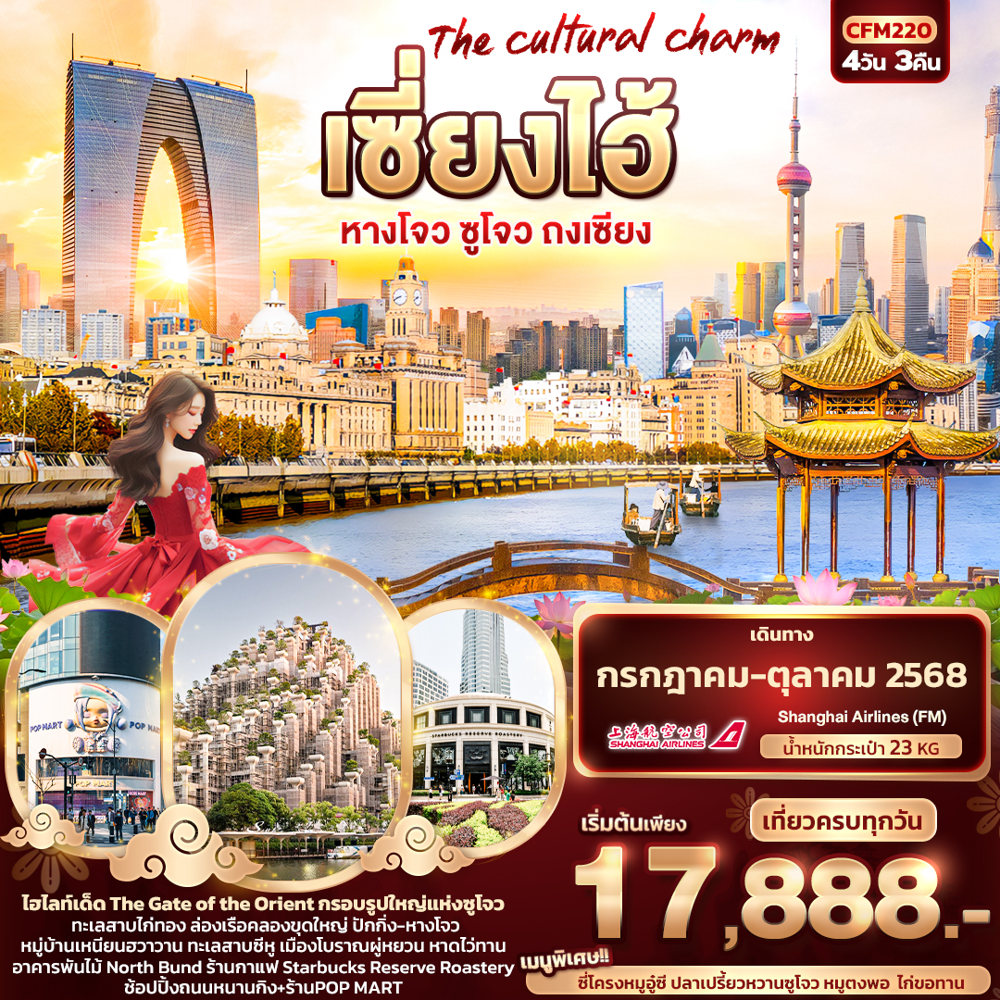 The cultural charm
CFM220
4วัน 3คืน
เซี่ยงไฮ้
หางโจว ซูโจว ถงเซียง
POP MART
POP MART
STARBUCKS RESERVE ROASTERY
เดินทาง
กรกฎาคม-ตุลาคม 2568
上海航空公司
SHANGHAI AIRLINES
Shanghai Airlines (FM)
น้ำหนักกระเป๋า 23 KG
เริ่มต้นเพียง
เที่ยวครบทุกวัน
17,888.-
ไฮไลท์เด็ด The Gate of the Orient กรอบรูปใหญ่แห่งซูโจว
ทะเลสาบไก่ทอง ล่องเรือคลองขุดใหญ่ ปักกิ่ง-หางโจว
หมู่บ้านเหนียนฮวาวาน ทะเลสาบซีหู เมืองโบราณผู่หยวน หาดไว่ทาน
อาคารพันไม้ North Bund ร้านกาแฟ Starbucks Reserve Roastery
ช้อปปิ้งถนนหนานกิง+ร้านPOP MART
เมนูพิเศษ!!
ซี่โครงหมูอู๋ซี ปลาเปรี้ยวหวานซูโจว หมูตงพอ ไก่ขอทาน